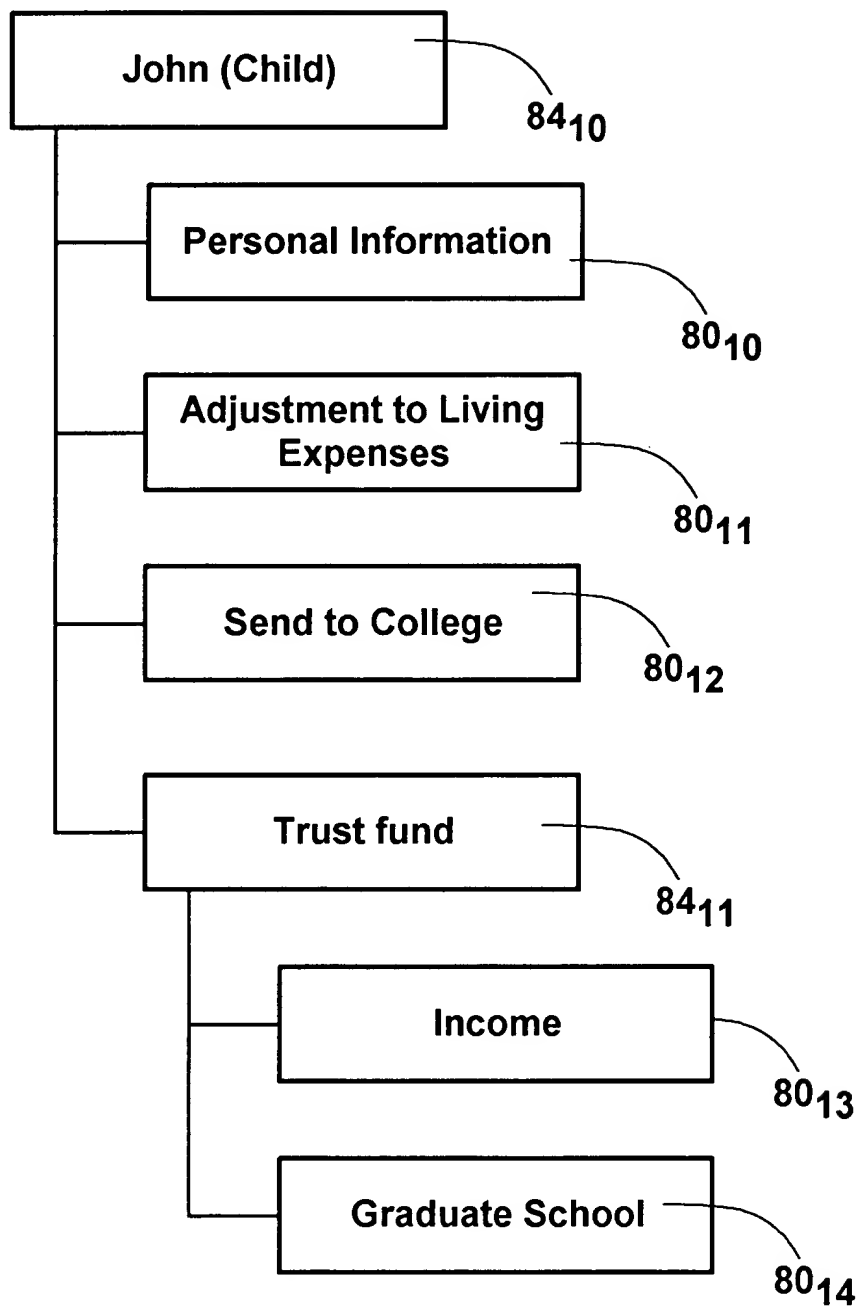 John (Child)
84₁₀
Personal Information
80₁₀
Adjustment to Living
Expenses
80₁₁
Send to College
80₁₂
Trust fund
84₁₁
Income
80₁₃
Graduate School
80₁₄